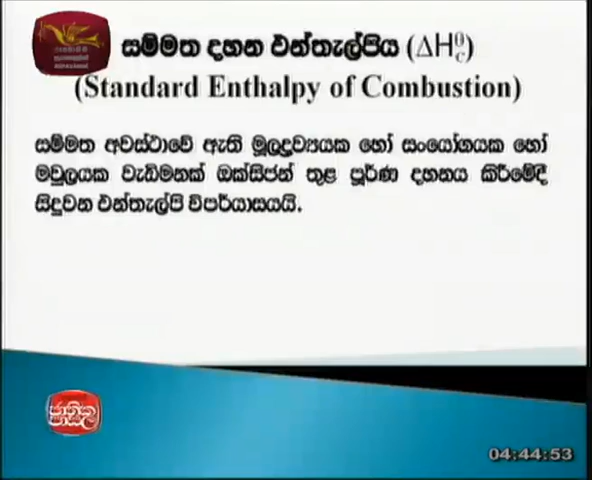 සම්මත දහන එන්තැල්පිය (ΔH⁰c)
(Standard Enthalpy of Combustion)
සම්මත අවස්ථාවේ ඇති මූලද්‍රව්‍යයක හෝ සංයෝගයක හෝ
මවුලයක වැඩිමනක් ඔක්සිජන් තුළ පූර්ණ දහනය කිරීමේදී
සිදුවන එන්තැල්පි විපර්යාසයයි.
ජාතික
පාසල
04:44:53